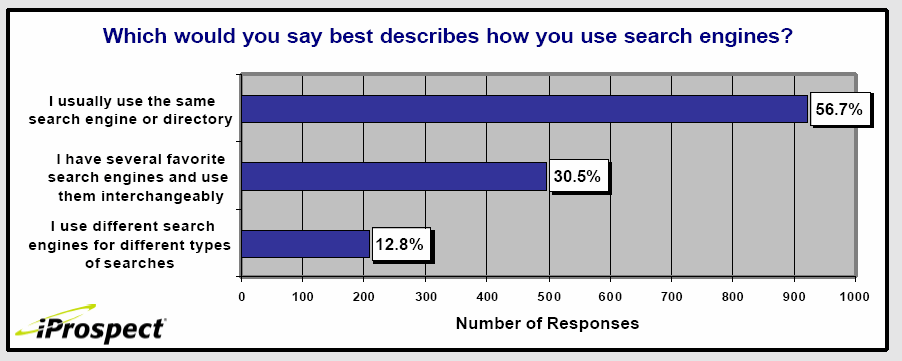 Which would you say best describes how you use search engines?
I usually use the same
search engine or directory
56.7%
I have several favorite
search engines and use
them interchangeably
30.5%
I use different search
engines for different types
of searches
12.8%
0 100 200 300 400 500 600 700 800 900 1000
Number of Responses
iProspect®